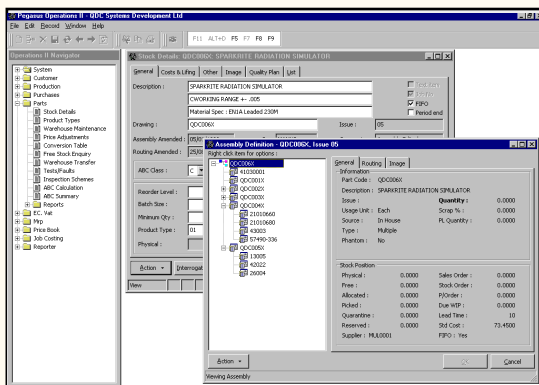 Pegasus Operations II - QDC Systems Development Ltd
File Edit Record Window Help
F11 ALT+D F5 F7 F8 F9
Operations II Navigator
System
Customer
Production
Purchases
Parts
Stock Details
Product Types
Warehouse Maintenance
Price Adjustments
Conversion Table
Free Stock Enquiry
Warehouse Transfer
Tests/Faults
Inspection Schemes
ABC Calculation
ABC Summary
Reports
EC. Vat
Mrp
Price Book
Job Costing
Reporter
Stock Details: QDC006X, SPARKRITE RADIATION SIMULATOR
General Costs & Lifing Other Image Quality Plan List
Description : SPARKRITE RADIATION SIMULATOR
CWORKING RANGE +- .005
Material Spec : EN1A Leaded 230M
FIFO
Period end
Drawing : QDC006X Issue : 05
Assembly Amended : 05/
Routing Amended : 25/0
ABC Class : C
Reorder Level :
Batch Size :
Minimum Qty :
Product Type : 01
Physical :
Action Interrogat
View
Assembly Definition - QDC006X, Issue 05
Right click item for options :
QDC006X
41030001
QDC001X
QDC002X
QDC003X
QDC004X
21010660
21010680
43003
57490-336
QDC005X
13005
42022
26004
General Routing Image
Information
Part Code : QDC006X
Description : SPARKRITE RADIATION SIMULATOR
Issue : Quantity : 0.0000
Usage Unit : Each Scrap % : 0.0000
Source : In House PL Quantity : 0.0000
Type : Multiple
Phantom : No
Stock Position
Physical : 0.0000 Sales Order : 0.0000
Free : 0.0000 Stock Order : 0.0000
Allocated : 0.0000 P/Order : 0.0000
Picked : 0.0000 Due WIP : 0.0000
Quarantine : 0.0000 Lead Time : 10
Reserved : 0.0000 Std Cost : 73.4500
Supplier : MUL0001 FIFO : Yes
Action Ok Cancel
Viewing Assembly